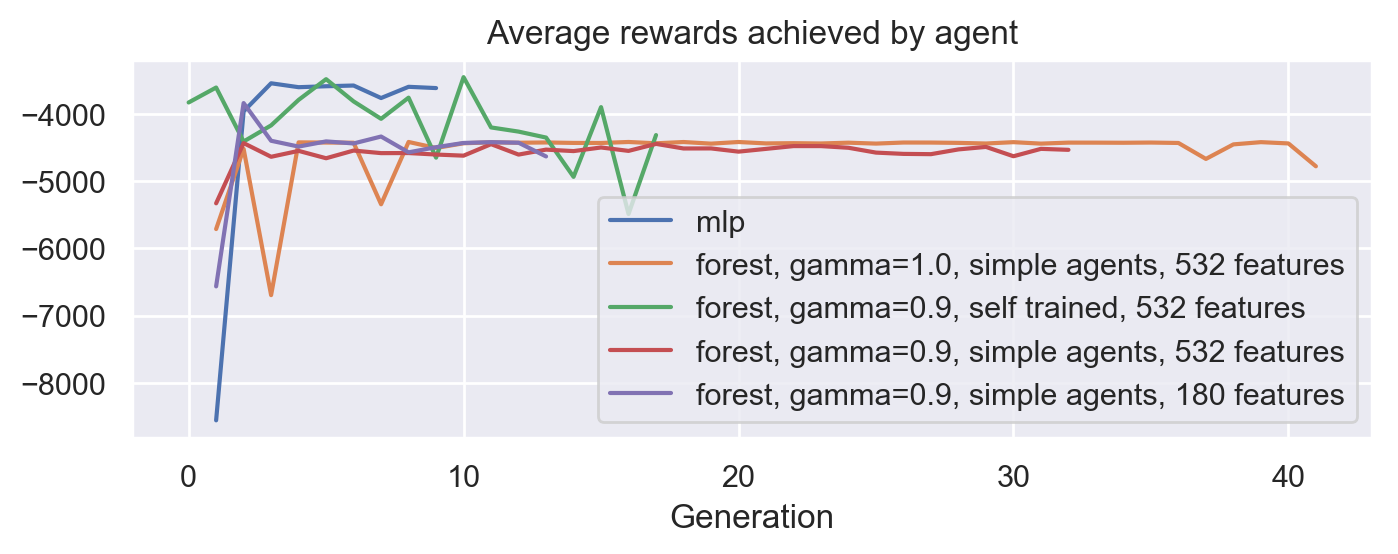 Average rewards achieved by agent
−4000
−5000
−6000
−7000
−8000
mlp
forest, gamma=1.0, simple agents, 532 features
forest, gamma=0.9, self trained, 532 features
forest, gamma=0.9, simple agents, 532 features
forest, gamma=0.9, simple agents, 180 features
0 10 20 30 40
Generation